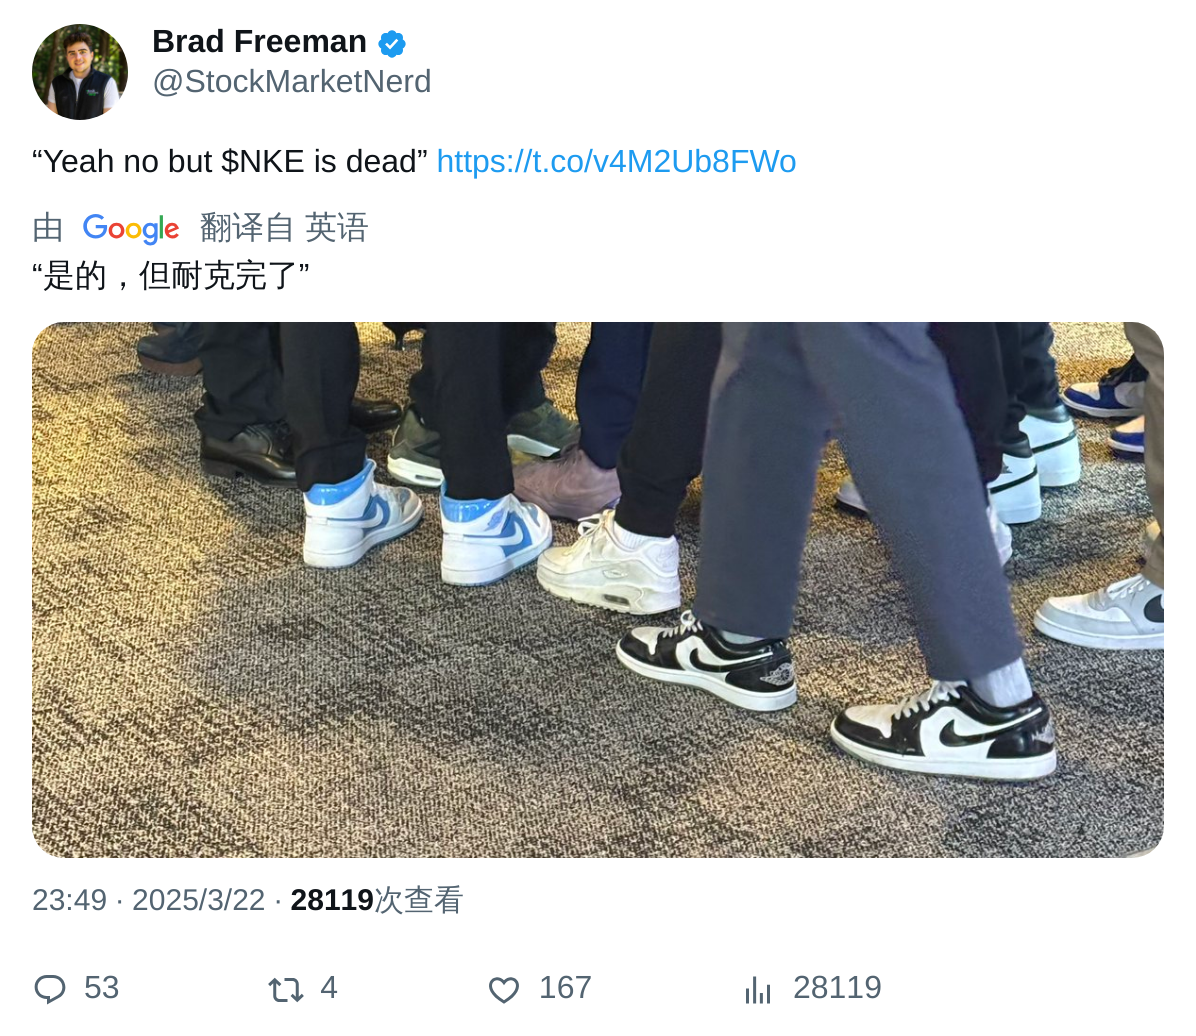 Brad Freeman
@StockMarketNerd
“Yeah no but $NKE is dead” https://t.co/v4M2Ub8FWo
由 Google 翻译自 英语
“是的，但耐克完了”
23:49 · 2025/3/22 · 28119次查看
53 4 167 28119